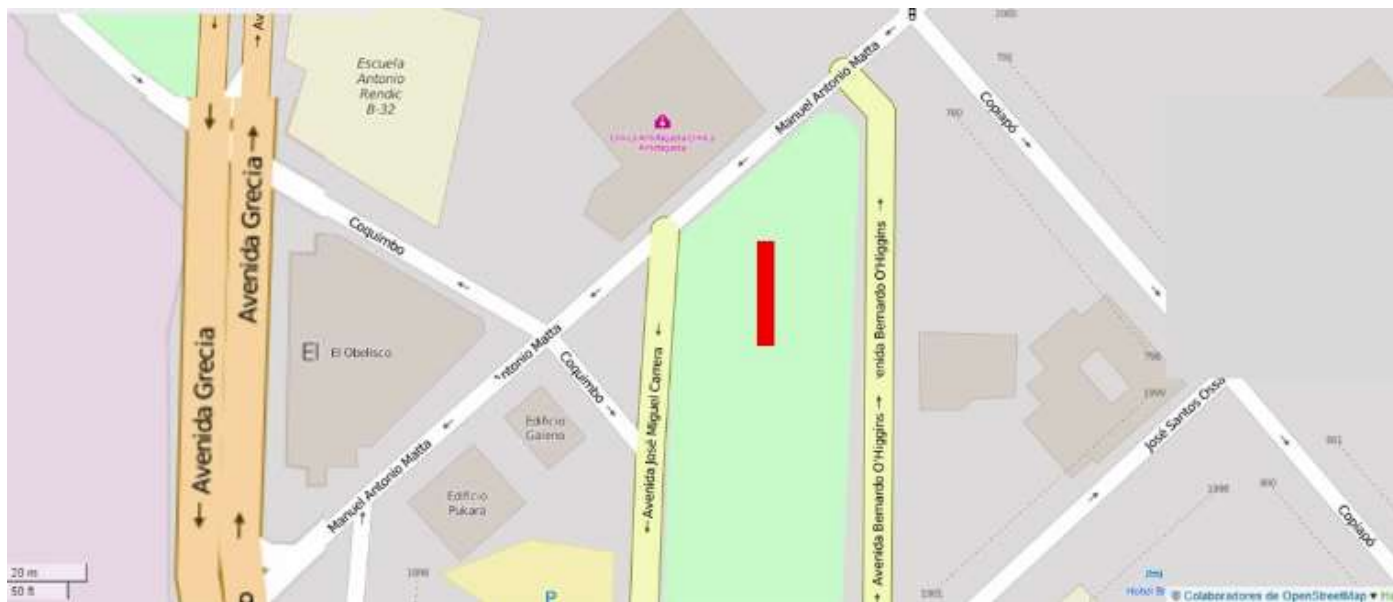 Escuela
Antonio
Rendic
B-32
Manuel Antonio Matta
Copiapó
760
Avenida Grecia
Avenida Grecia
Coquimbo
El Obelisco
Antonio Matta
Coquimbo
Avenida José Miguel Carrera
enida Bernardo O'Higgins
Avenida Bernardo O'Higgins
Edificio
Galeno
Edificio
Pukara
Manuel Antonio Matta
José Santos Ossa
Copiapó
P
20 m
50 ft
© Colaboradores de OpenStreetMap ♥